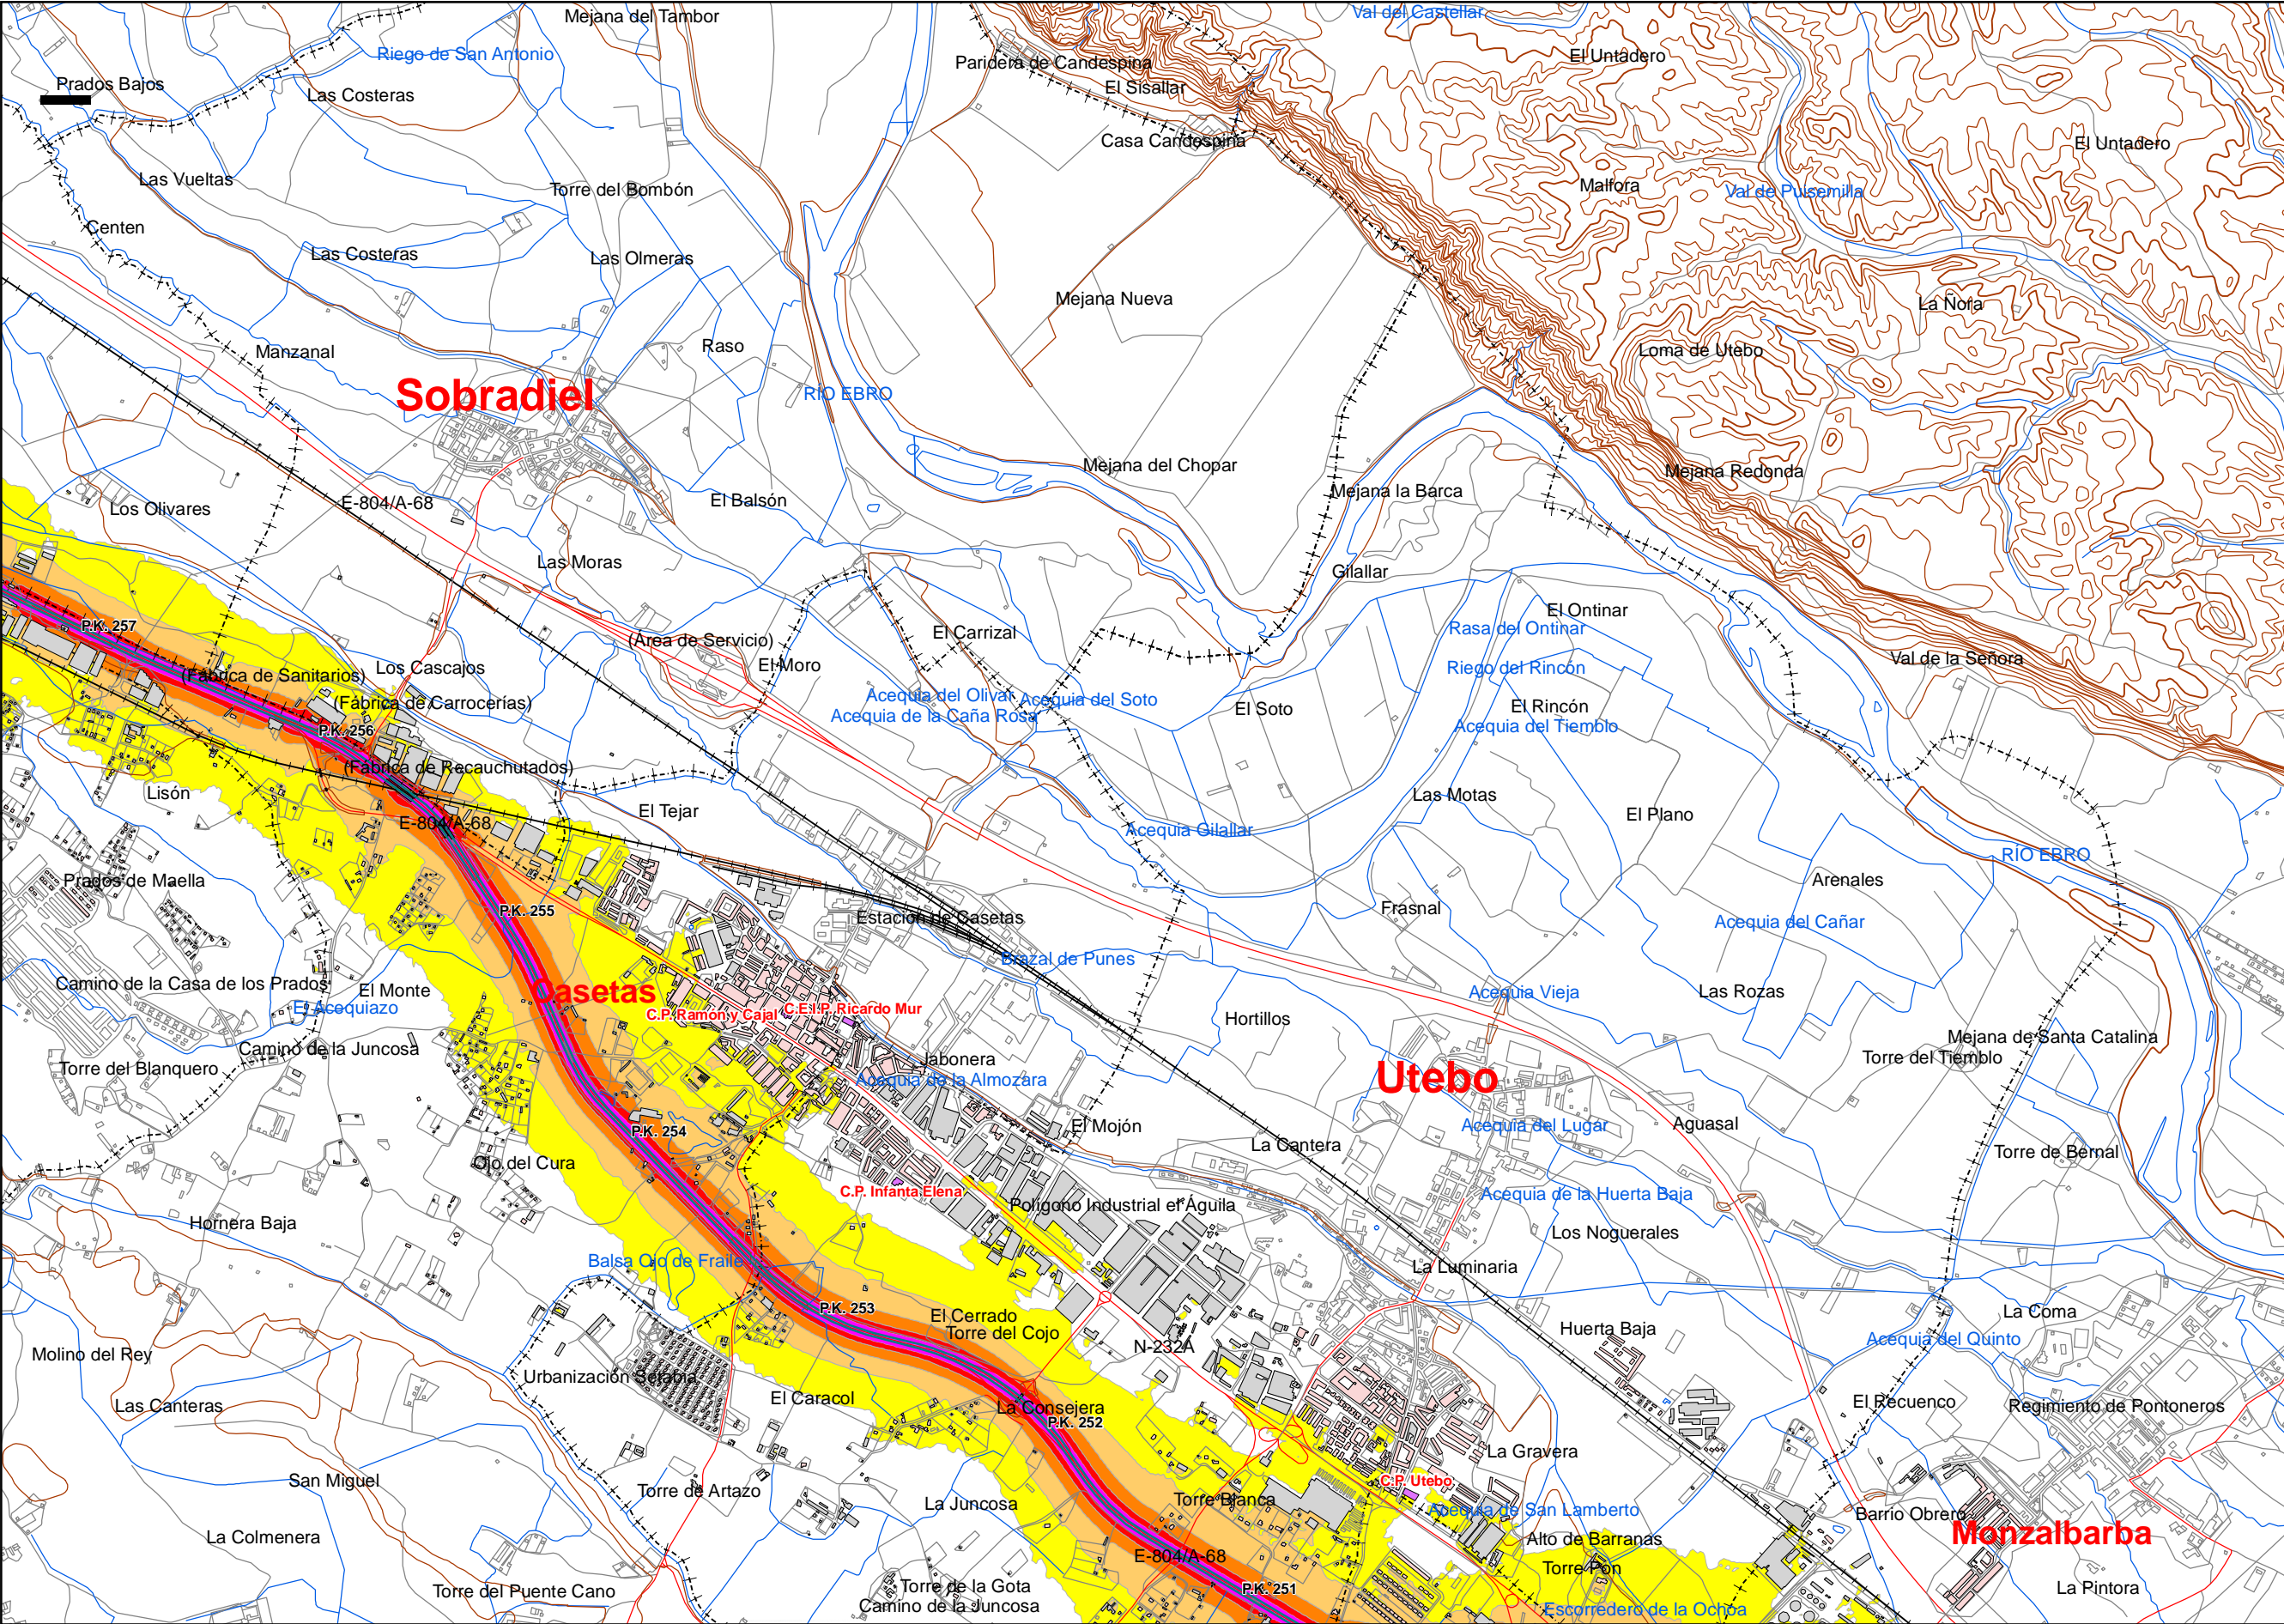 Mejana del Tambor
Val del Castellar
Riego de San Antonio
El Untadero
Paridera de Candespina
Prados Bajos
El Sisallar
Las Costeras
Casa Candespina
El Untadero
Las Vueltas
Torre del Bombón
Malfora
Val de Pulsemilla
Centen
Las Costeras
Las Olmeras
Mejana Nueva
La Ñora
Manzanal
Raso
Loma de Utebo
Sobradiel
RÍO EBRO
Mejana del Chopar
Mejana Redonda
Mejana la Barca
El Balsón
E-804/A-68
Los Olivares
Las Moras
Gilallar
El Ontinar
P.K. 257
Rasa del Ontinar
El Carrizal
(Área de Servicio)
El Moro
Val de la Señora
Los Cascajos
Riego del Rincón
(Fábrica de Sanitarios)
Acequia del Olivar
Acequia del Soto
(Fábrica de Carrocerías)
El Soto
El Rincón
Acequia de la Caña Rosa
Acequia del Tiemblo
P.K. 256
(Fábrica de Recauchutados)
Lisón
Las Motas
El Tejar
El Plano
E-804/A-68
Acequia Gilallar
RÍO EBRO
Prados de Maella
Arenales
P.K. 255
Frasnal
Estación de Casetas
Acequia del Cañar
Brazal de Punes
Camino de la Casa de los Prados
El Monte
Casetas
Acequia Vieja
Las Rozas
El Acequiazo
C.P. Ramón y Cajal
C.E.I.P. Ricardo Mur
Hortillos
Mejana de Santa Catalina
Camino de la Juncosa
Jabonera
Torre del Tiemblo
Torre del Blanquero
Acequia de la Almozara
Utebo
P.K. 254
El Mojón
Acequia del Lugar
Aguasal
La Cantera
Torre de Bernal
Ojo del Cura
C.P. Infanta Elena
Acequia de la Huerta Baja
Polígono Industrial el Águila
Hornera Baja
Los Noguerales
Balsa Ojo de Fraile
La Luminaria
P.K. 253
El Cerrado
La Coma
Torre del Cojo
Huerta Baja
Acequia del Quinto
N-232A
Molino del Rey
Urbanización Setabia
El Caracol
Las Canteras
La Consejera
El Recuenco
Regimiento de Pontoneros
P.K. 252
La Gravera
San Miguel
C.P. Utebo
Torre de Artazo
Torre Blanca
La Juncosa
Acequia de San Lamberto
Barrio Obrero
La Colmenera
Alto de Barranas
Monzalbarba
E-804/A-68
Torre Pon
Torre del Puente Cano
Torre de la Gota
P.K. 251
La Pintora
Camino de la Juncosa
Escorredero de la Ochoa